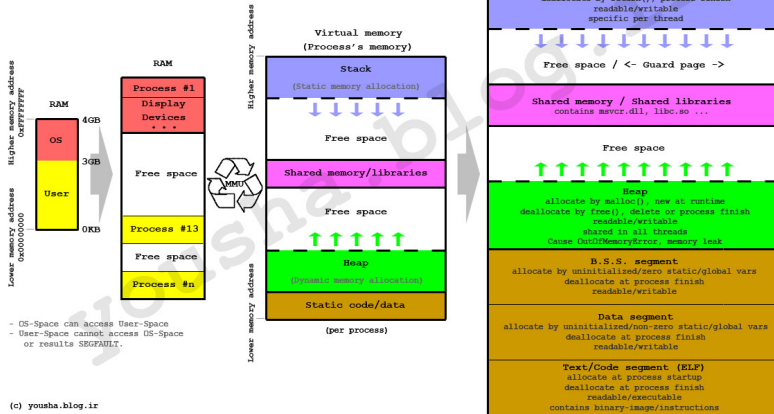 Higher memory address
0xFFFFFFFF
Lower memory address
0x00000000
RAM
OS
User
4GB
3GB
0KB
RAM
Process #1
Display
Devices
...
Free space
Process #13
Free space
Process #n
MMU
Higher memory address
Lower memory address
Virtual memory
(Process's memory)
Stack
(Static memory allocation)
Free space
Shared memory/libraries
Free space
Heap
(Dynamic memory allocation)
Static code/data
(per process)
readable/writable
specific per thread
Free space / <- Guard page ->
Shared memory / Shared libraries
contains msvcr.dll, libc.so ...
Free space
Heap
allocate by malloc(), new at runtime
deallocate by free(), delete or process finish
readable/writable
shared in all threads
Cause OutOfMemoryError, memory leak
B.S.S. segment
allocate by uninitialized/zero static/global vars
deallocate at process finish
readable/writable
Data segment
allocate by uninitialized/non-zero static/global vars
deallocate at process finish
readable/writable
Text/Code segment (ELF)
allocate at process startup
deallocate at process finish
readable/executable
contains binary-image/instructions
- OS-Space can access User-Space
- User-Space cannot access OS-Space
or results SEGFAULT.
(c) yousha.blog.ir
yousha.blog.